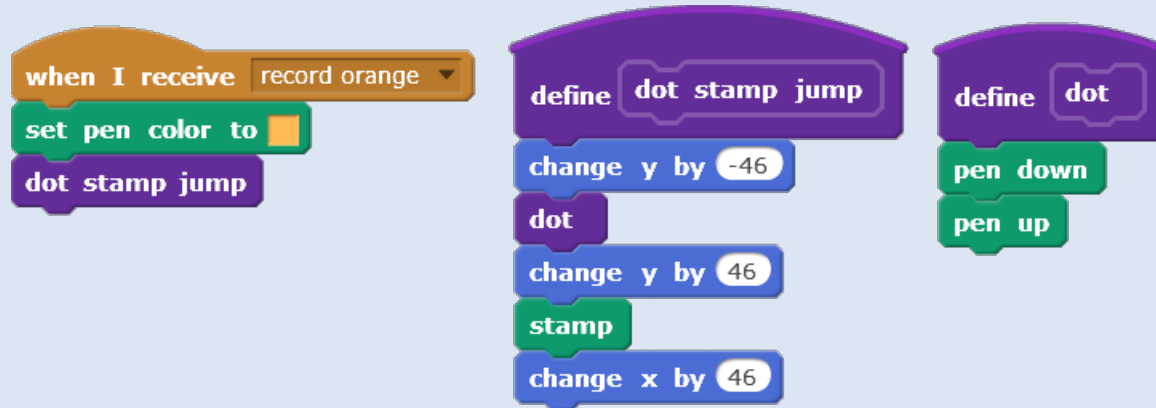 when I receive record orange
set pen color to
dot stamp jump
define dot stamp jump
change y by -46
dot
change y by 46
stamp
change x by 46
define dot
pen down
pen up